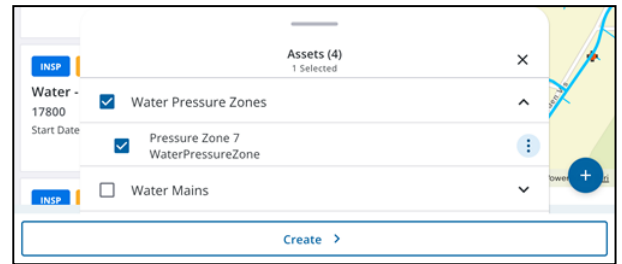 Assets (4)
1 Selected
INSP
Water -
17800
Start Date
Water Pressure Zones
Pressure Zone 7
WaterPressureZone
Water Mains
INSP
Create